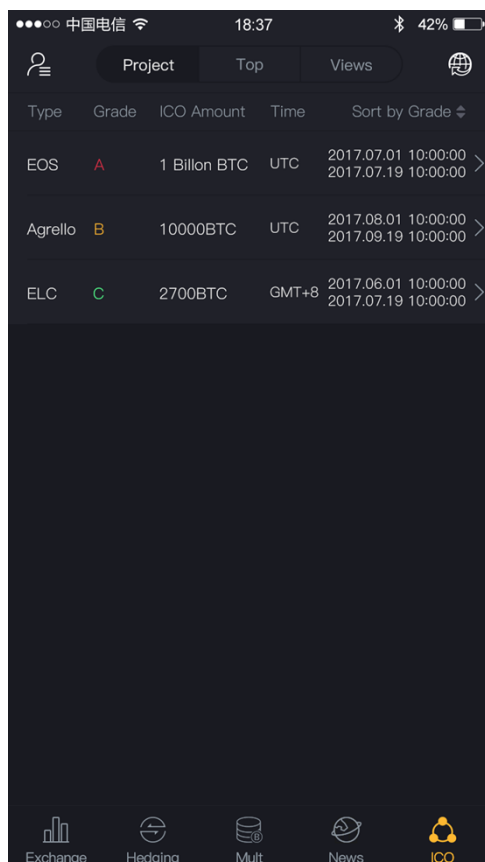 中国电信 18:37 42%
Project Top Views
Type Grade ICO Amount Time Sort by Grade
EOS A 1 Billon BTC UTC 2017.07.01 10:00:00
2017.07.19 10:00:00
Agrello B 10000BTC UTC 2017.08.01 10:00:00
2017.09.19 10:00:00
ELC C 2700BTC GMT+8 2017.06.01 10:00:00
2017.07.19 10:00:00
Exchange Hedging Mult News ICO